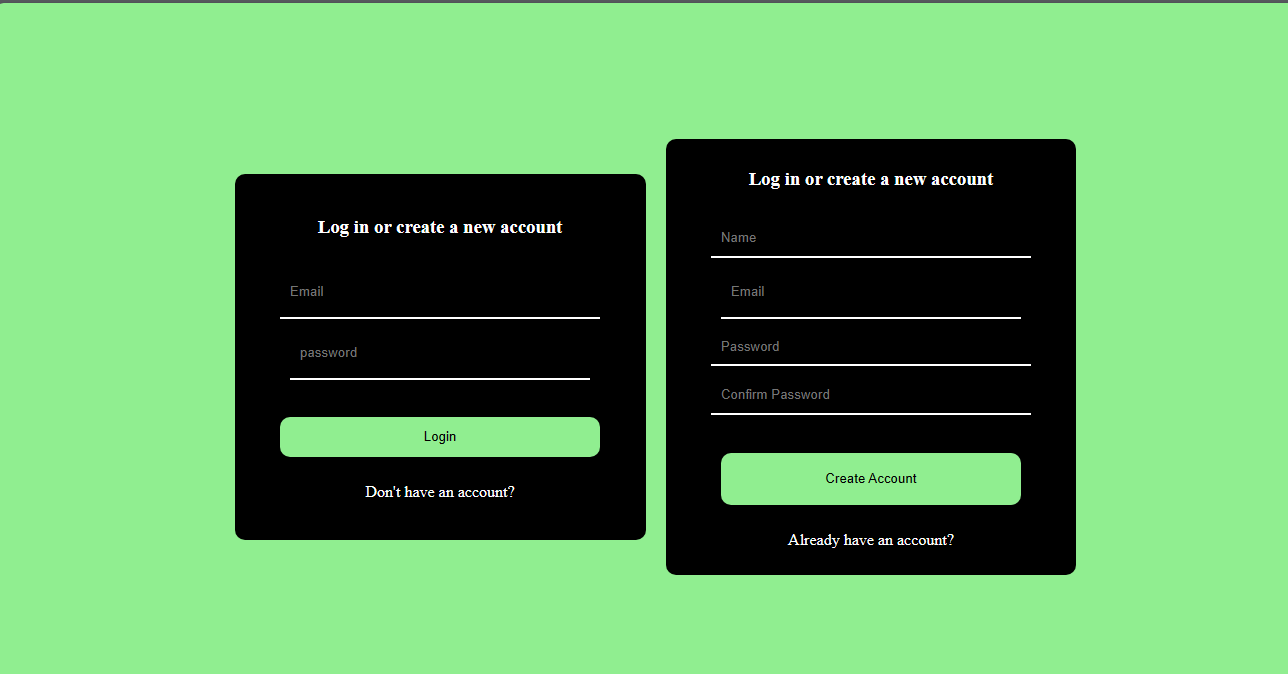 Log in or create a new account
Email
password
Login
Don't have an account?
Log in or create a new account
Name
Email
Password
Confirm Password
Create Account
Already have an account?